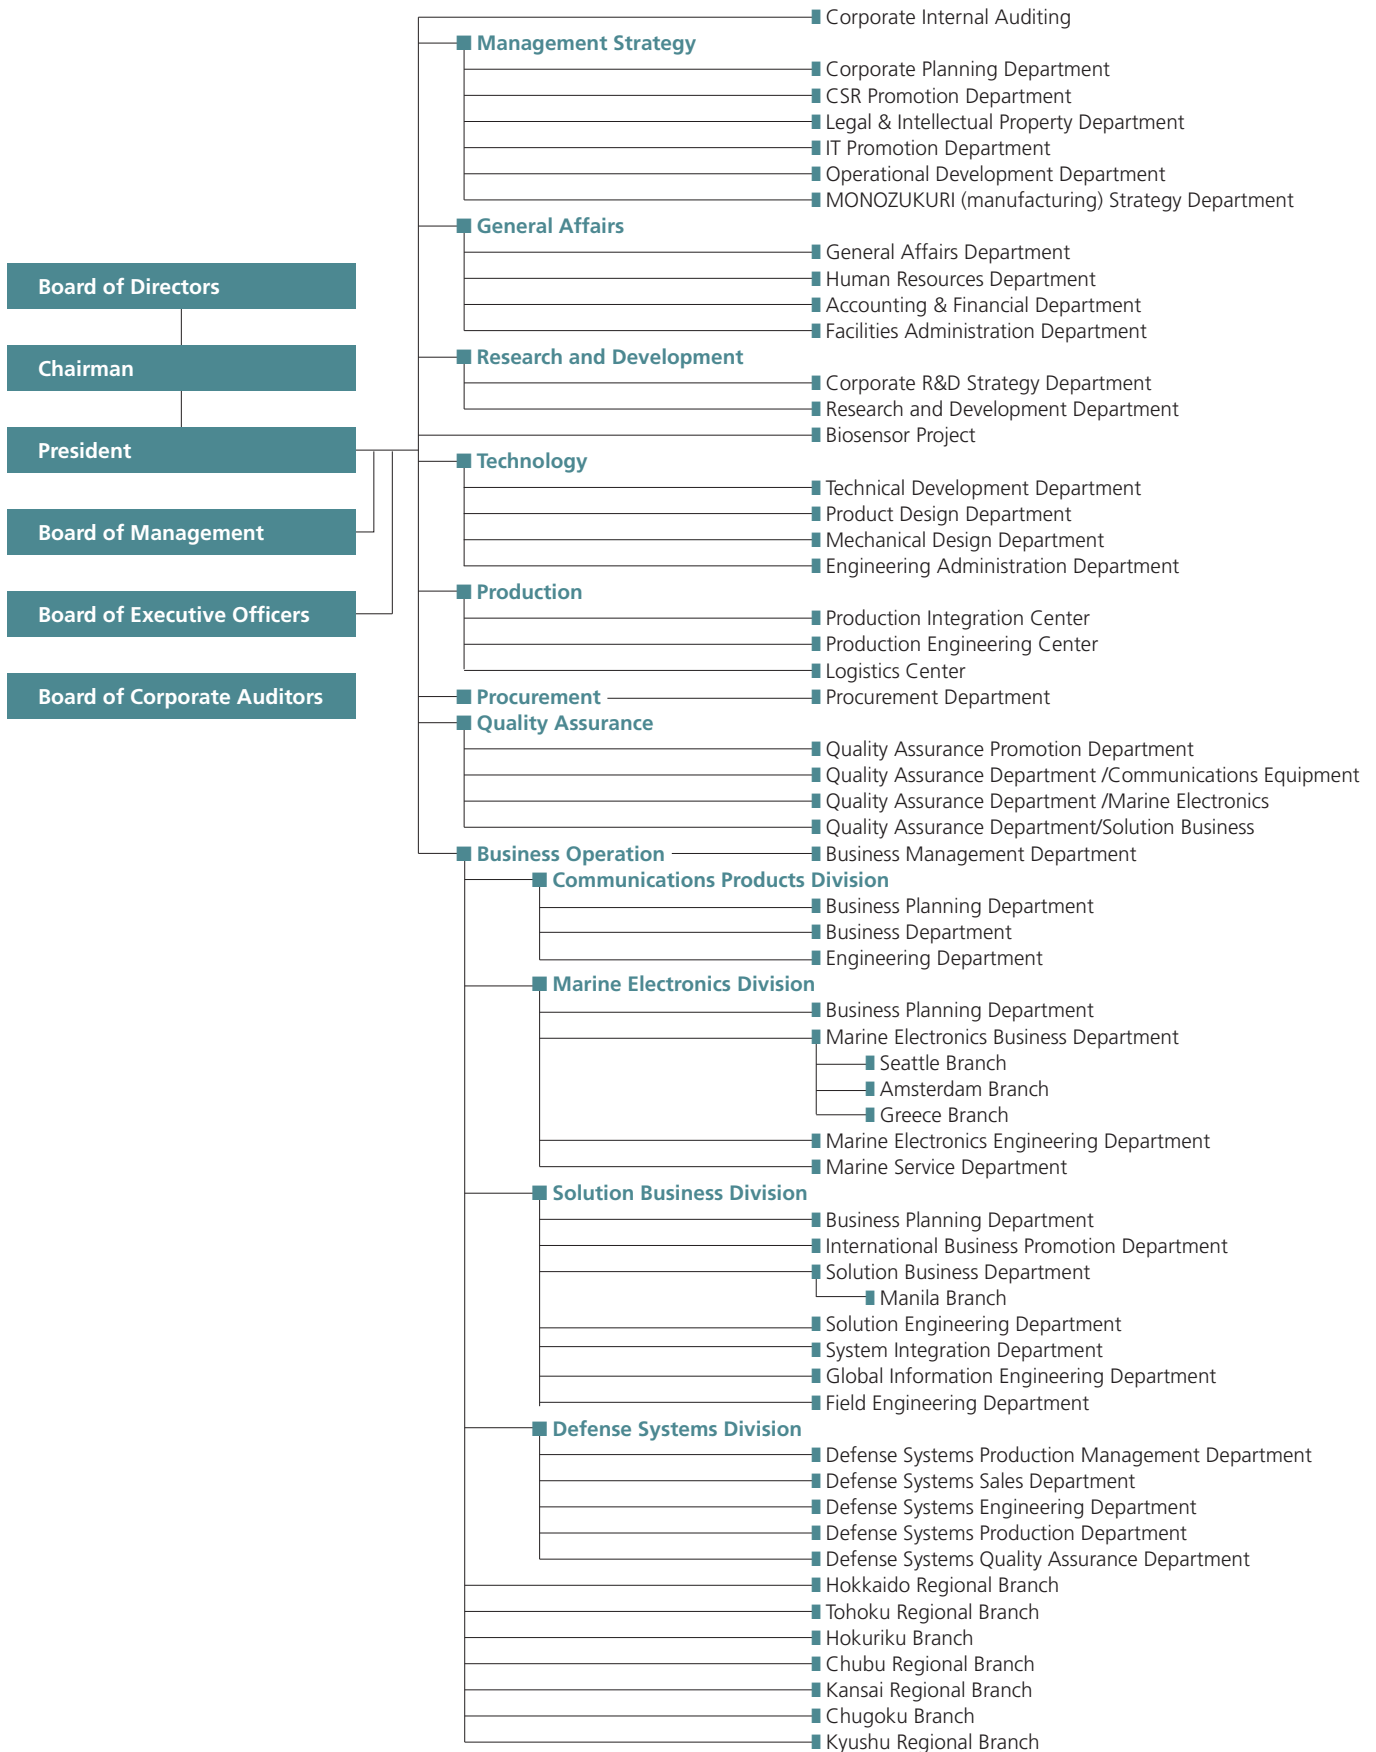 Board of Directors
Chairman
President
Board of Management
Board of Executive Officers
Board of Corporate Auditors
Corporate Internal Auditing
Management Strategy
Corporate Planning Department
CSR Promotion Department
Legal & Intellectual Property Department
IT Promotion Department
Operational Development Department
MONOZUKURI (manufacturing) Strategy Department
General Affairs
General Affairs Department
Human Resources Department
Accounting & Financial Department
Facilities Administration Department
Research and Development
Corporate R&D Strategy Department
Research and Development Department
Biosensor Project
Technology
Technical Development Department
Product Design Department
Mechanical Design Department
Engineering Administration Department
Production
Production Integration Center
Production Engineering Center
Logistics Center
Procurement
Procurement Department
Quality Assurance
Quality Assurance Promotion Department
Quality Assurance Department /Communications Equipment
Quality Assurance Department /Marine Electronics
Quality Assurance Department/Solution Business
Business Operation
Business Management Department
Communications Products Division
Business Planning Department
Business Department
Engineering Department
Marine Electronics Division
Business Planning Department
Marine Electronics Business Department
Seattle Branch
Amsterdam Branch
Greece Branch
Marine Electronics Engineering Department
Marine Service Department
Solution Business Division
Business Planning Department
International Business Promotion Department
Solution Business Department
Manila Branch
Solution Engineering Department
System Integration Department
Global Information Engineering Department
Field Engineering Department
Defense Systems Division
Defense Systems Production Management Department
Defense Systems Sales Department
Defense Systems Engineering Department
Defense Systems Production Department
Defense Systems Quality Assurance Department
Hokkaido Regional Branch
Tohoku Regional Branch
Hokuriku Branch
Chubu Regional Branch
Kansai Regional Branch
Chugoku Branch
Kyushu Regional Branch